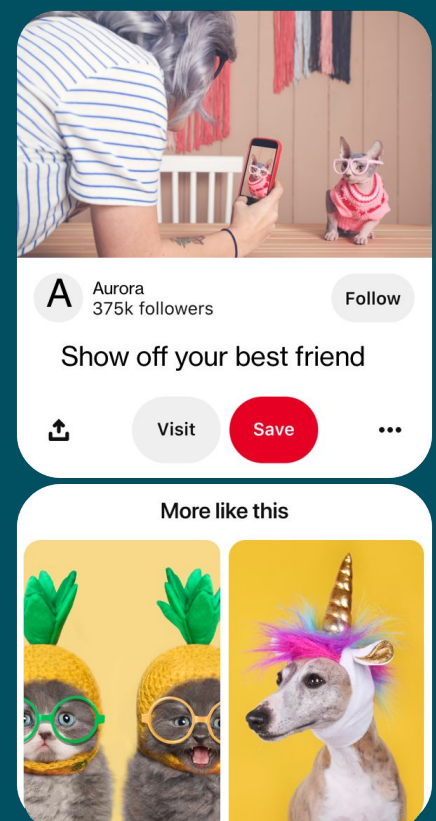 A
Aurora
375k followers
Follow
Show off your best friend
Visit
Save
More like this